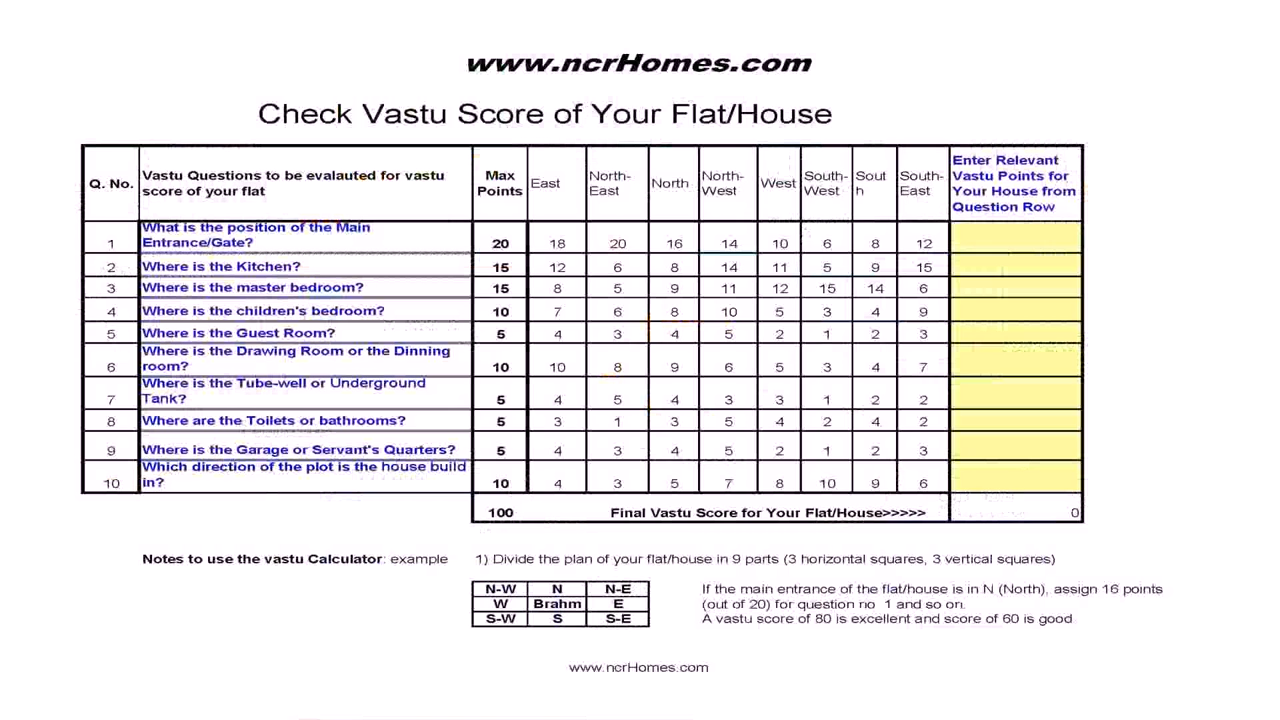 www.ncrHomes.com
Check Vastu Score of Your Flat/House
Q. No. Vastu Questions to be evalauted for vastu score of your flat Max Points East North-East North North-West West South-West Sout h South-East Enter Relevant Vastu Points for Your House from Question Row
1 What is the position of the Main Entrance/Gate? 20 18 20 16 14 10 6 8 12
2 Where is the Kitchen? 15 12 6 8 14 11 5 9 15
3 Where is the master bedroom? 15 8 5 9 11 12 15 14 6
4 Where is the children's bedroom? 10 7 6 8 10 5 3 4 9
5 Where is the Guest Room? 5 4 3 4 5 2 1 2 3
6 Where is the Drawing Room or the Dinning room? 10 10 8 9 6 5 3 4 7
7 Where is the Tube-well or Underground Tank? 5 4 5 4 3 3 1 2 2
8 Where are the Toilets or bathrooms? 5 3 1 3 5 4 2 4 2
9 Where is the Garage or Servant's Quarters? 5 4 3 4 5 2 1 2 3
10 Which direction of the plot is the house build in? 10 4 3 5 7 8 10 9 6
100 Final Vastu Score for Your Flat/House>>>>> 0
Notes to use the vastu Calculator: example 1) Divide the plan of your flat/house in 9 parts (3 horizontal squares, 3 vertical squares)
N-W N N-E If the main entrance of the flat/house is in N (North), assign 16 points
W Brahm E (out of 20) for question no 1 and so on.
S-W S S-E A vastu score of 80 is excellent and score of 60 is good
www.ncrHomes.com